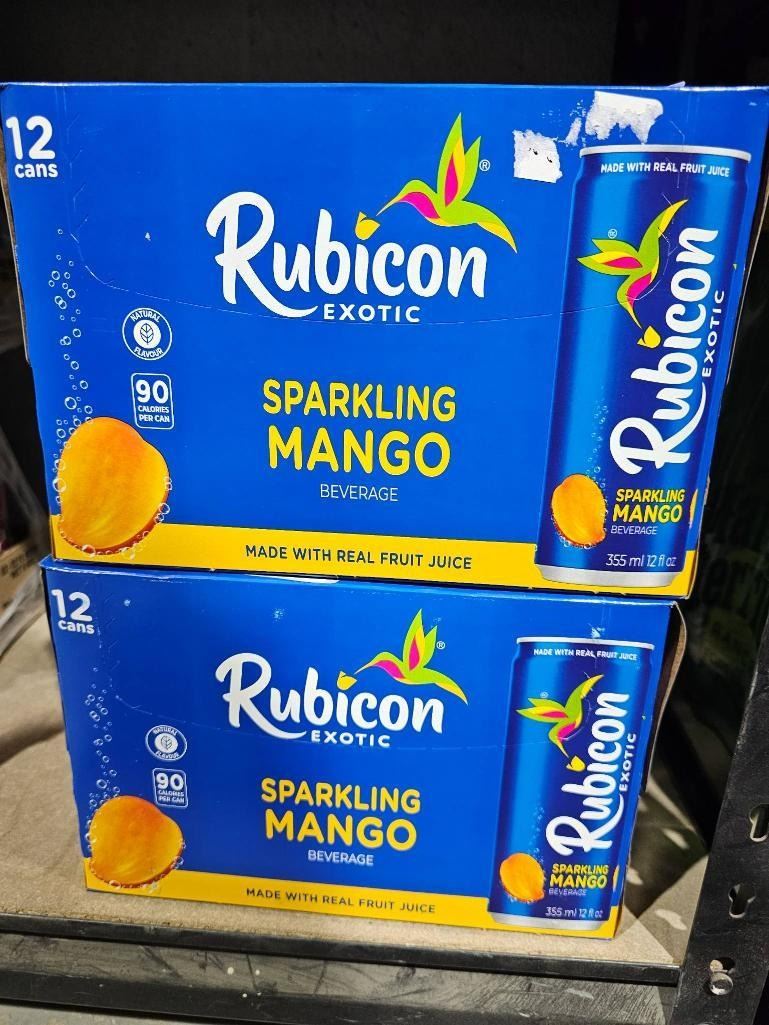 12
cans
Rubicon
EXOTIC
NATURAL
FLAVOUR
90
CALORIES
PER CAN
SPARKLING
MANGO
BEVERAGE
MADE WITH REAL FRUIT JUICE
MADE WITH REAL FRUIT JUICE
Rubicon
EXOTIC
SPARKLING
MANGO
BEVERAGE
355 ml 12 fl oz
12
cans
Rubicon
EXOTIC
NATURAL
FLAVOUR
90
CALORIES
PER CAN
SPARKLING
MANGO
BEVERAGE
MADE WITH REAL FRUIT JUICE
MADE WITH REAL FRUIT JUICE
Rubicon
EXOTIC
SPARKLING
MANGO
BEVERAGE
355 ml 12 fl oz